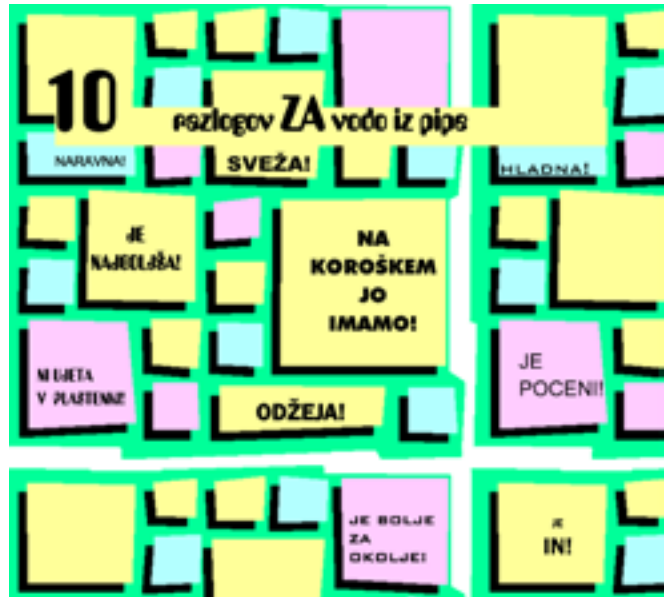 10 razlogov ZA vodo iz pipe
NARAVNA!
SVEŽA!
HLADNA!
JE
NAJBOLJŠA!
NA
KOROŠKEM
JO
IMAMO!
NI UJETA
V PLASTENKE
JE
POCENI!
ODŽEJA!
JE BOLJE
ZA
OKOLJE!
JE
IN!